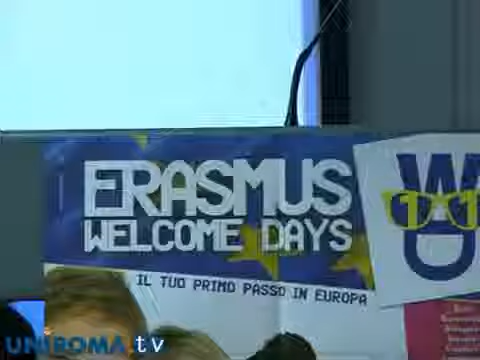 ERASMUS
WELCOME DAYS
IL TUO PRIMO PASSO IN EUROPA
UNIROMA.tv